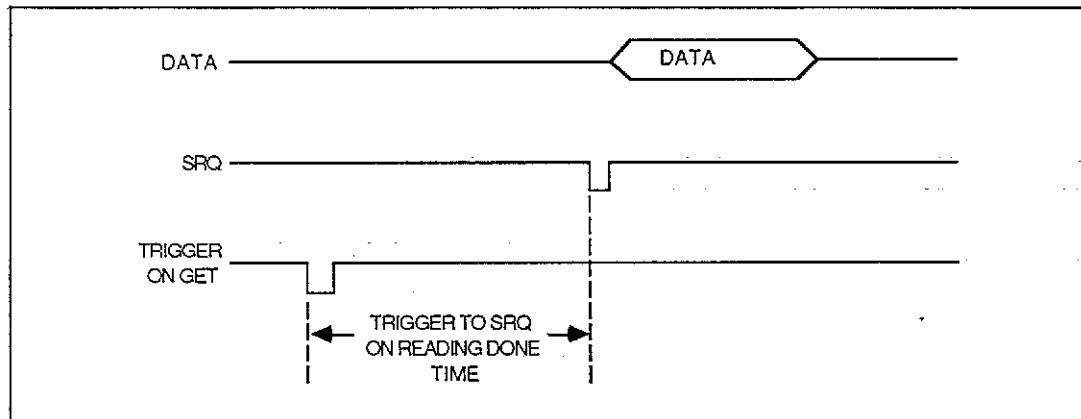 DATA
DATA
SRQ
TRIGGER
ON GET
TRIGGER TO SRQ
ON READING DONE
TIME